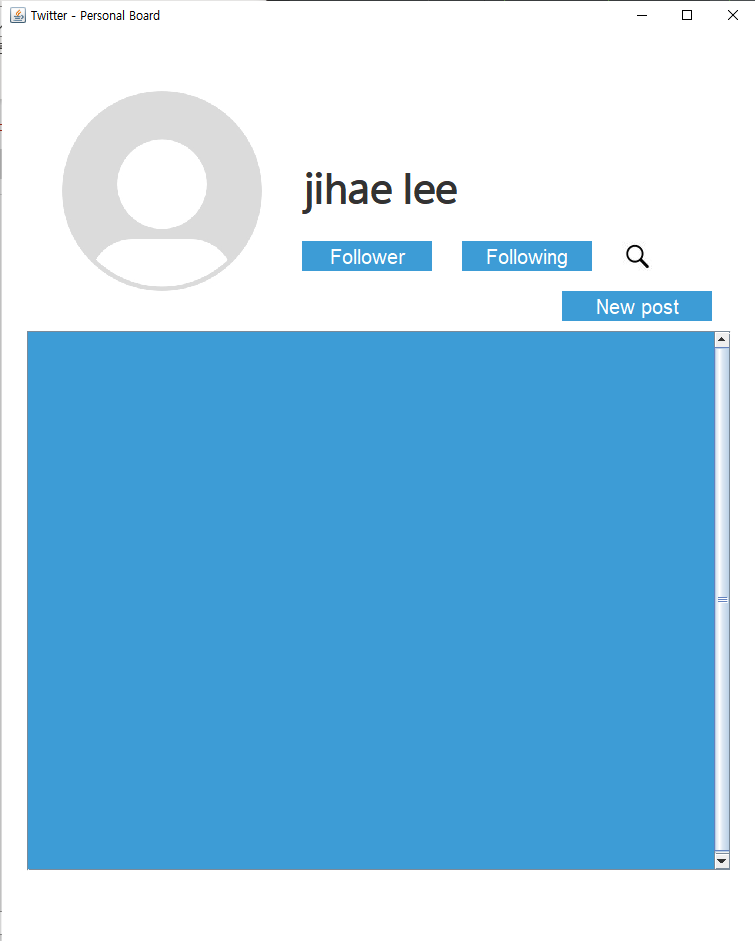 Twitter - Personal Board
jihae lee
Follower
Following
New post